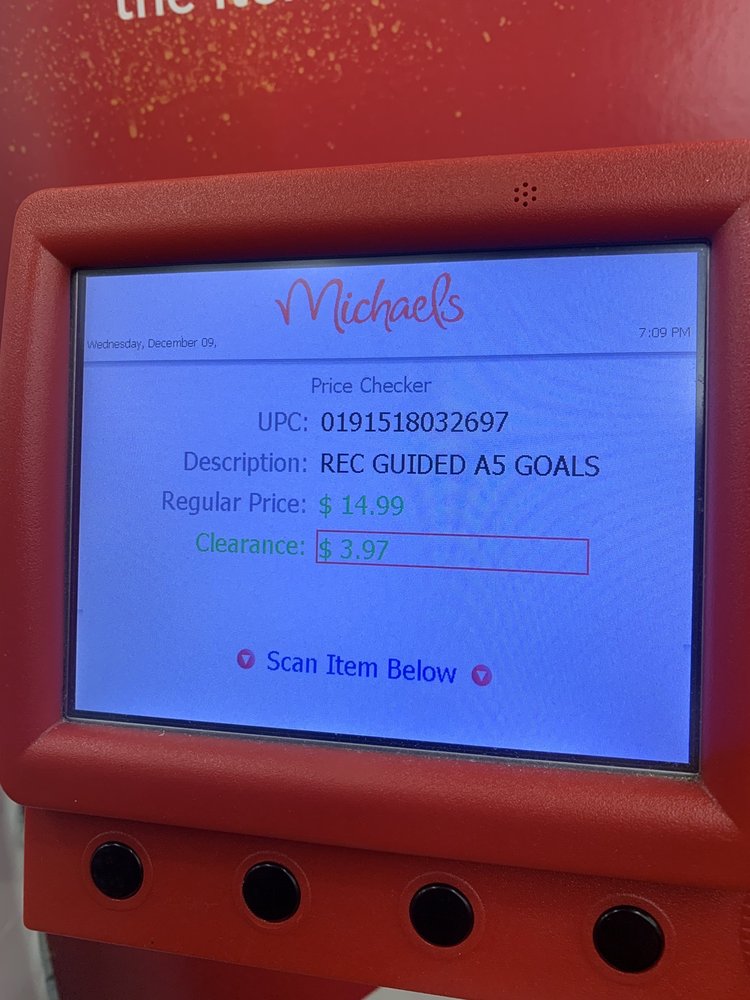 Michaels
Wednesday, December 09,
7:09 PM
Price Checker
UPC: 0191518032697
Description: REC GUIDED A5 GOALS
Regular Price: $ 14.99
Clearance: $ 3.97
Scan Item Below